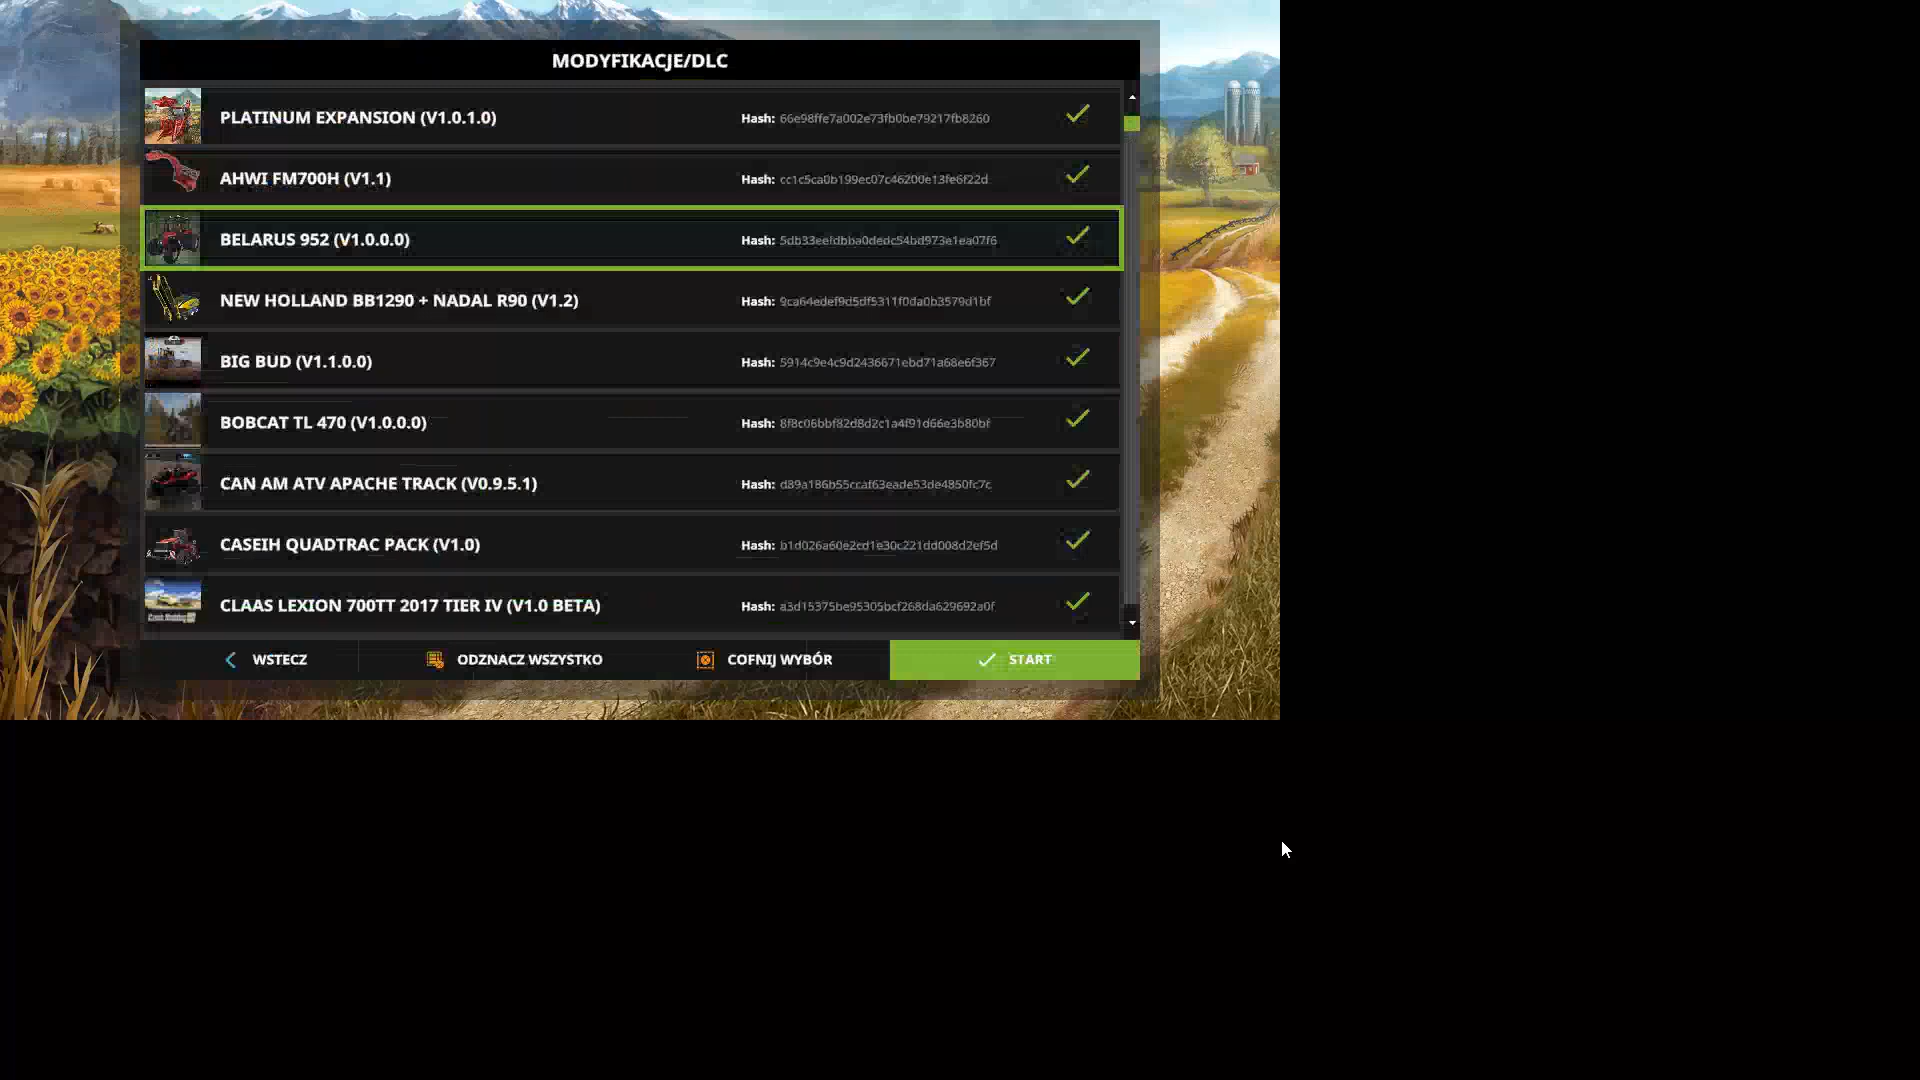 MODYFIKACJE/DLC
PLATINUM EXPANSION (V1.0.1.0) Hash: 66e98ffe7a002e73fb0be79217fb8260
AHWI FM700H (V1.1) Hash: cc1c5ca0b199ec07c46200e13fe6f22d
BELARUS 952 (V1.0.0.0) Hash:
NEW HOLLAND BB1290 + NADAL R90 (V1.2) Hash: 9ca64edef9d5df5311f0da0b3579d1bf
BIG BUD (V1.1.0.0) Hash: 5914c9e4c9d2436671ebd71a68e6f367
BOBCAT TL 470 (V1.0.0.0) Hash: 8f8c06bbf82d8d2c1a4f91d66e3b80bf
CAN AM ATV APACHE TRACK (V0.9.5.1) Hash: d89a186b55ccaf63eade53de4850fc7c
CASEIH QUADTRAC PACK (V1.0) Hash: b1d026a60e2cd1e30c221dd008d2ef5d
CLAAS LEXION 700TT 2017 TIER IV (V1.0 BETA) Hash: a3d15375be95305bcf268da629692a0f
WSTECZ ODZNACZ WSZYSTKO COFNIJ WYBÓR START